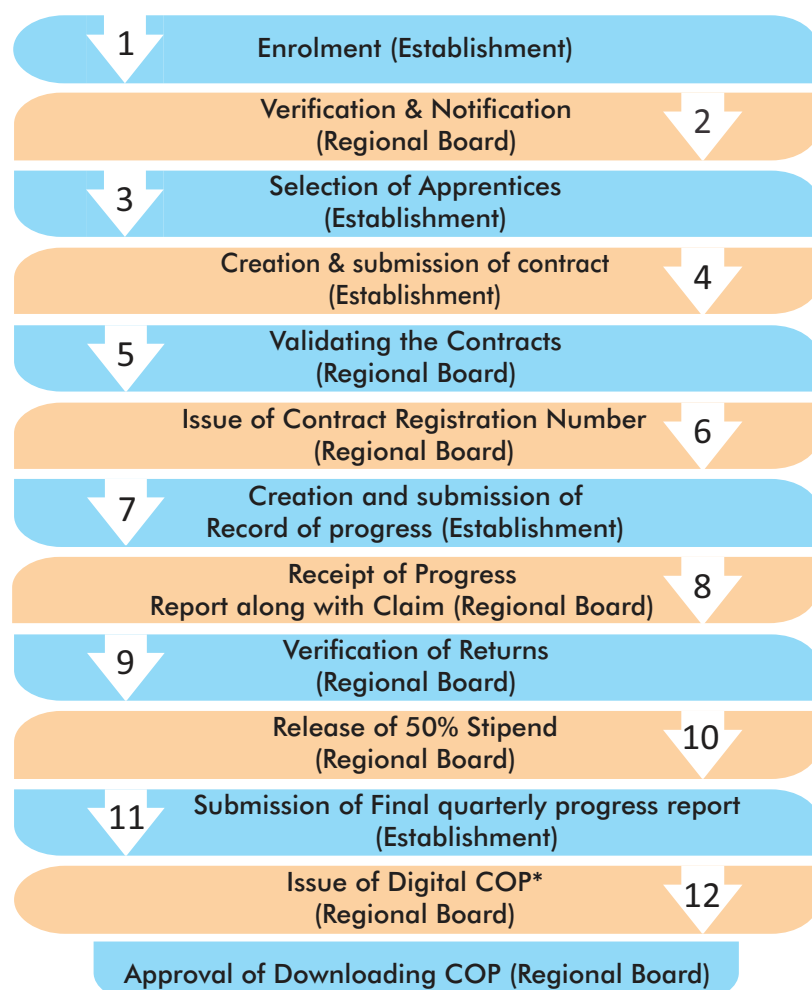 1
Enrolment (Establishment)
Verification & Notification
(Regional Board)
2
3
Selection of Apprentices
(Establishment)
Creation & submission of contract
(Establishment)
4
5
Validating the Contracts
(Regional Board)
Issue of Contract Registration Number
(Regional Board)
6
7
Creation and submission of
Record of progress (Establishment)
Receipt of Progress
Report along with Claim (Regional Board)
8
9
Verification of Returns
(Regional Board)
Release of 50% Stipend
(Regional Board)
10
11
Submission of Final quarterly progress report
(Establishment)
Issue of Digital COP*
(Regional Board)
12
Approval of Downloading COP (Regional Board)